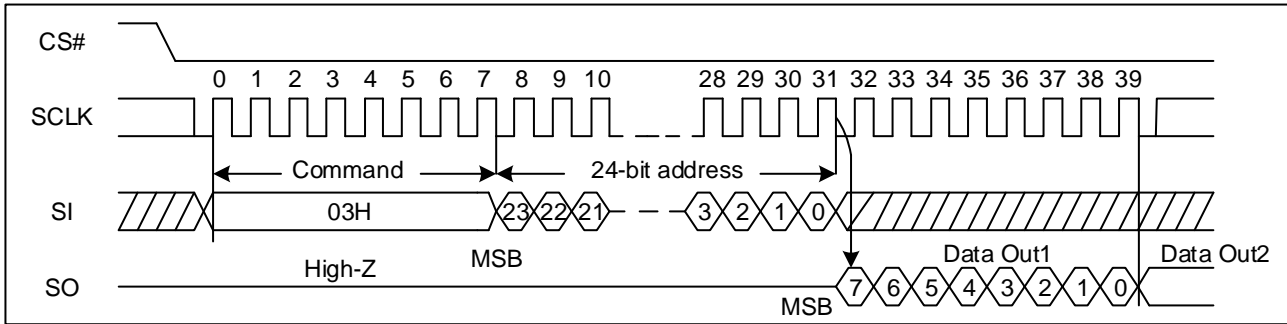 CS#
0 1 2 3 4 5 6 7 8 9 10 28 29 30 31 32 33 34 35 36 37 38 39
SCLK
Command 24-bit address
SI 03H 23 22 21 3 2 1 0
High-Z MSB Data Out1 Data Out2
SO MSB 7 6 5 4 3 2 1 0